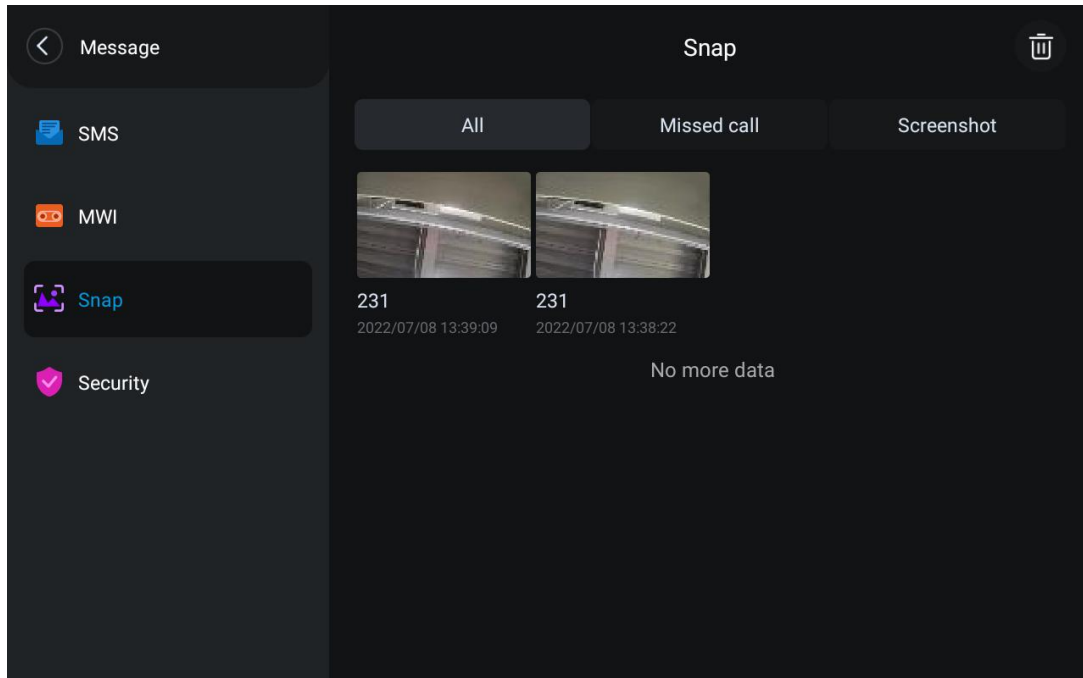 Message
SMS
MWI
Snap
Security
Snap
All
Missed call
Screenshot
231
2022/07/08 13:39:09
231
2022/07/08 13:38:22
No more data